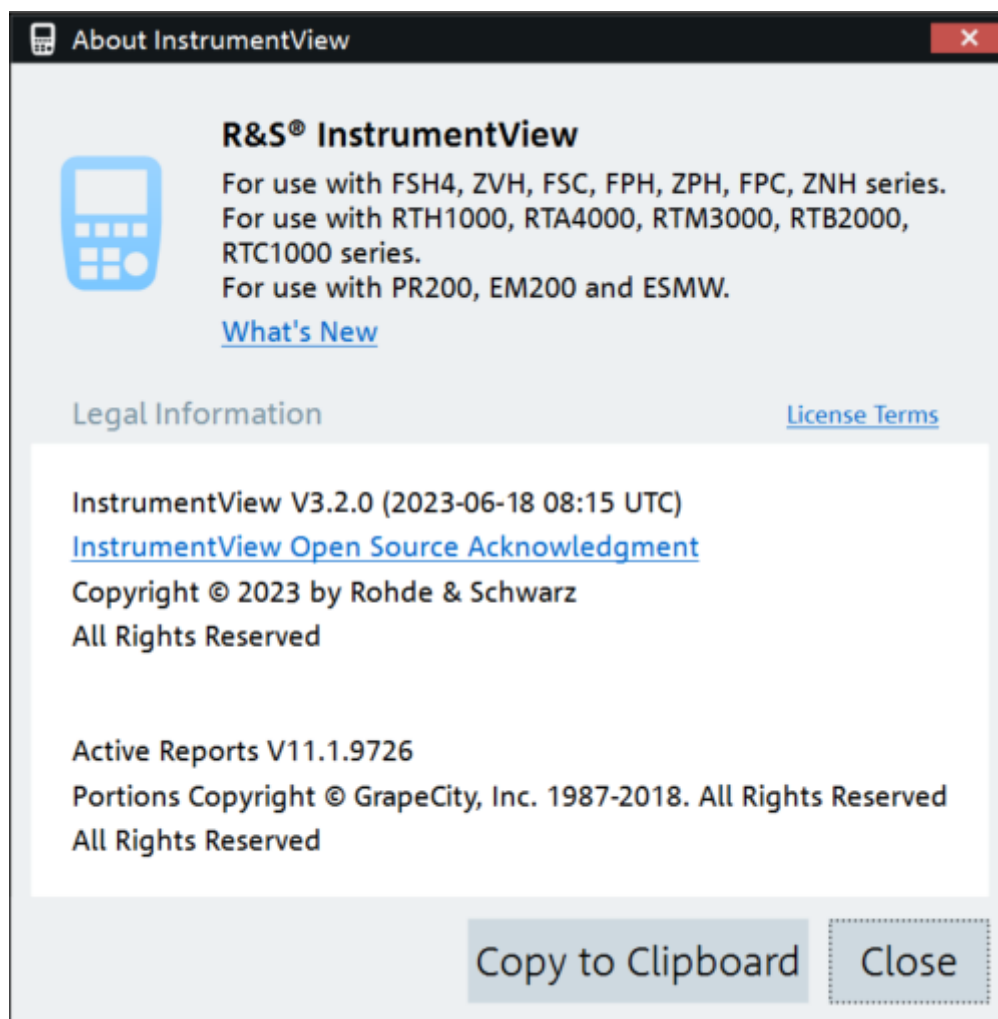 About InstrumentView
R&S® InstrumentView
For use with FSH4, ZVH, FSC, FPH, ZPH, FPC, ZNH series.
For use with RTH1000, RTA4000, RTM3000, RTB2000,
RTC1000 series.
For use with PR200, EM200 and ESMW.
What's New
Legal Information
License Terms
InstrumentView V3.2.0 (2023-06-18 08:15 UTC)
InstrumentView Open Source Acknowledgment
Copyright © 2023 by Rohde & Schwarz
All Rights Reserved
Active Reports V11.1.9726
Portions Copyright © GrapeCity, Inc. 1987-2018. All Rights Reserved
All Rights Reserved
Copy to Clipboard
Close